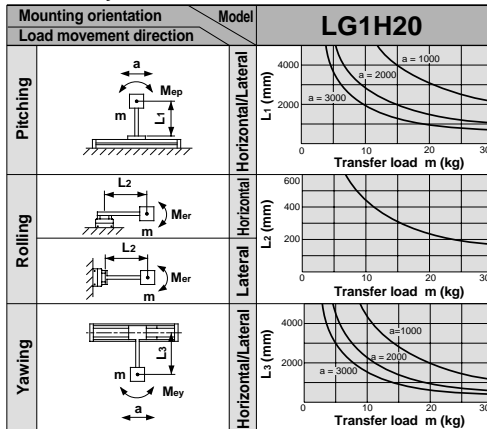 Mounting orientation
Model
Load movement direction
LG1H20
Pitching
a
Mep
m
L1
Horizontal/Lateral
L1 (mm)
4000
2000
a = 1000
a = 2000
a = 3000
0 10 20 30
Transfer load m (kg)
Rolling
L2
Mer
m
Horizontal
L2
Mer
m
Lateral
L2 (mm)
600
400
200
0 10 20 30
Transfer load m (kg)
Yawing
L3
m
Mey
a
Horizontal/Lateral
L3 (mm)
4000
2000
a=1000
a = 2000
a = 3000
0 10 20 30
Transfer load m (kg)